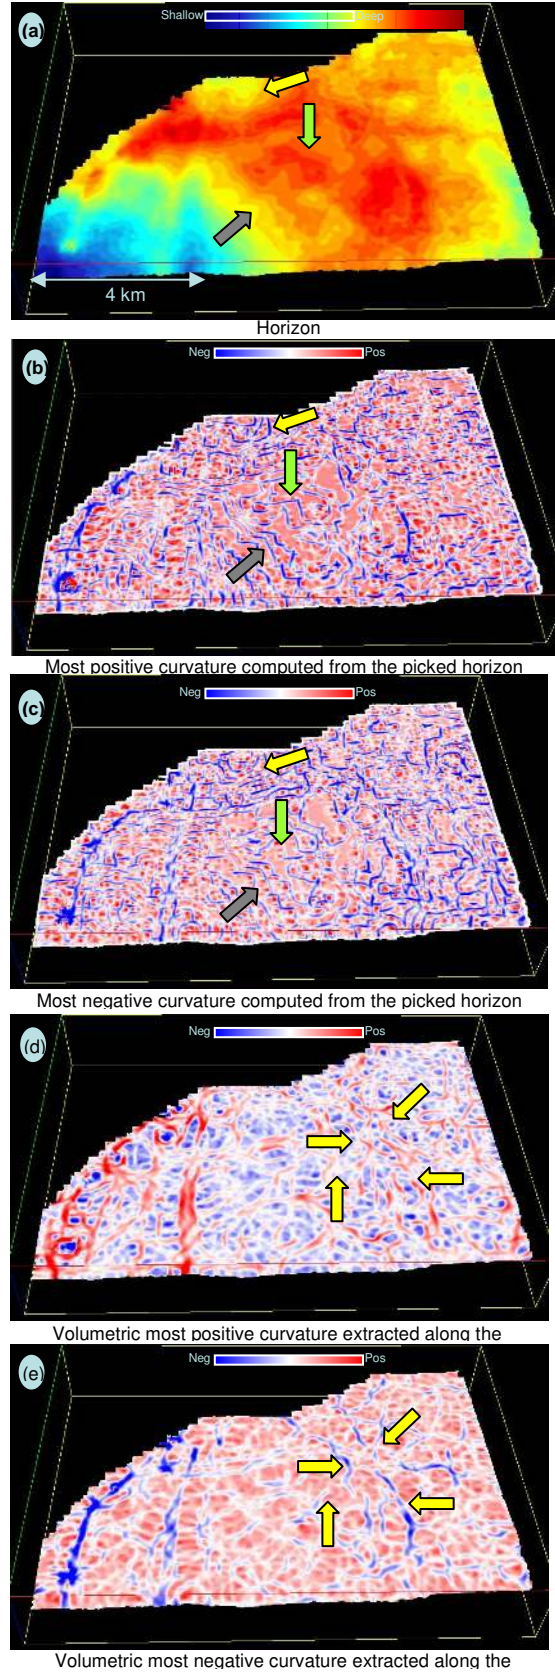 (a)
Shallow
4 km
Horizon
(b)
Neg Pos
Most positive curvature computed from the picked horizon
(c)
Neg Pos
Most negative curvature computed from the picked horizon
(d)
Neg Pos
Volumetric most positive curvature extracted along the
(e)
Neg Pos
Volumetric most negative curvature extracted along the